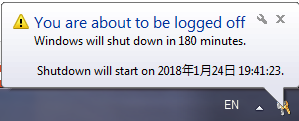 You are about to be logged off
Windows will shut down in 180 minutes.
Shutdown will start on 2018年1月24日 19:41:23.
EN